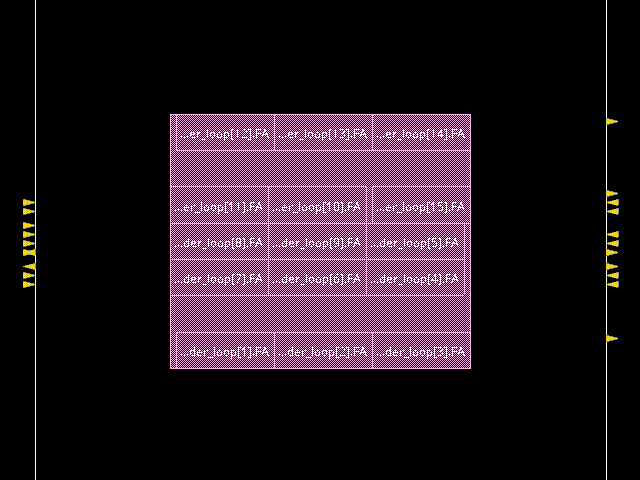 ...er_loop[12].FA ...er_loop[13].FA ...er_loop[14].FA
...er_loop[11].FA ...er_loop[10].FA ...er_loop[15].FA
...der_loop[8].FA ...der_loop[9].FA ...der_loop[5].FA
...der_loop[7].FA ...der_loop[6].FA ...der_loop[4].FA
der_loop[1].FA der_loop[2].FA der_loop[3].FA